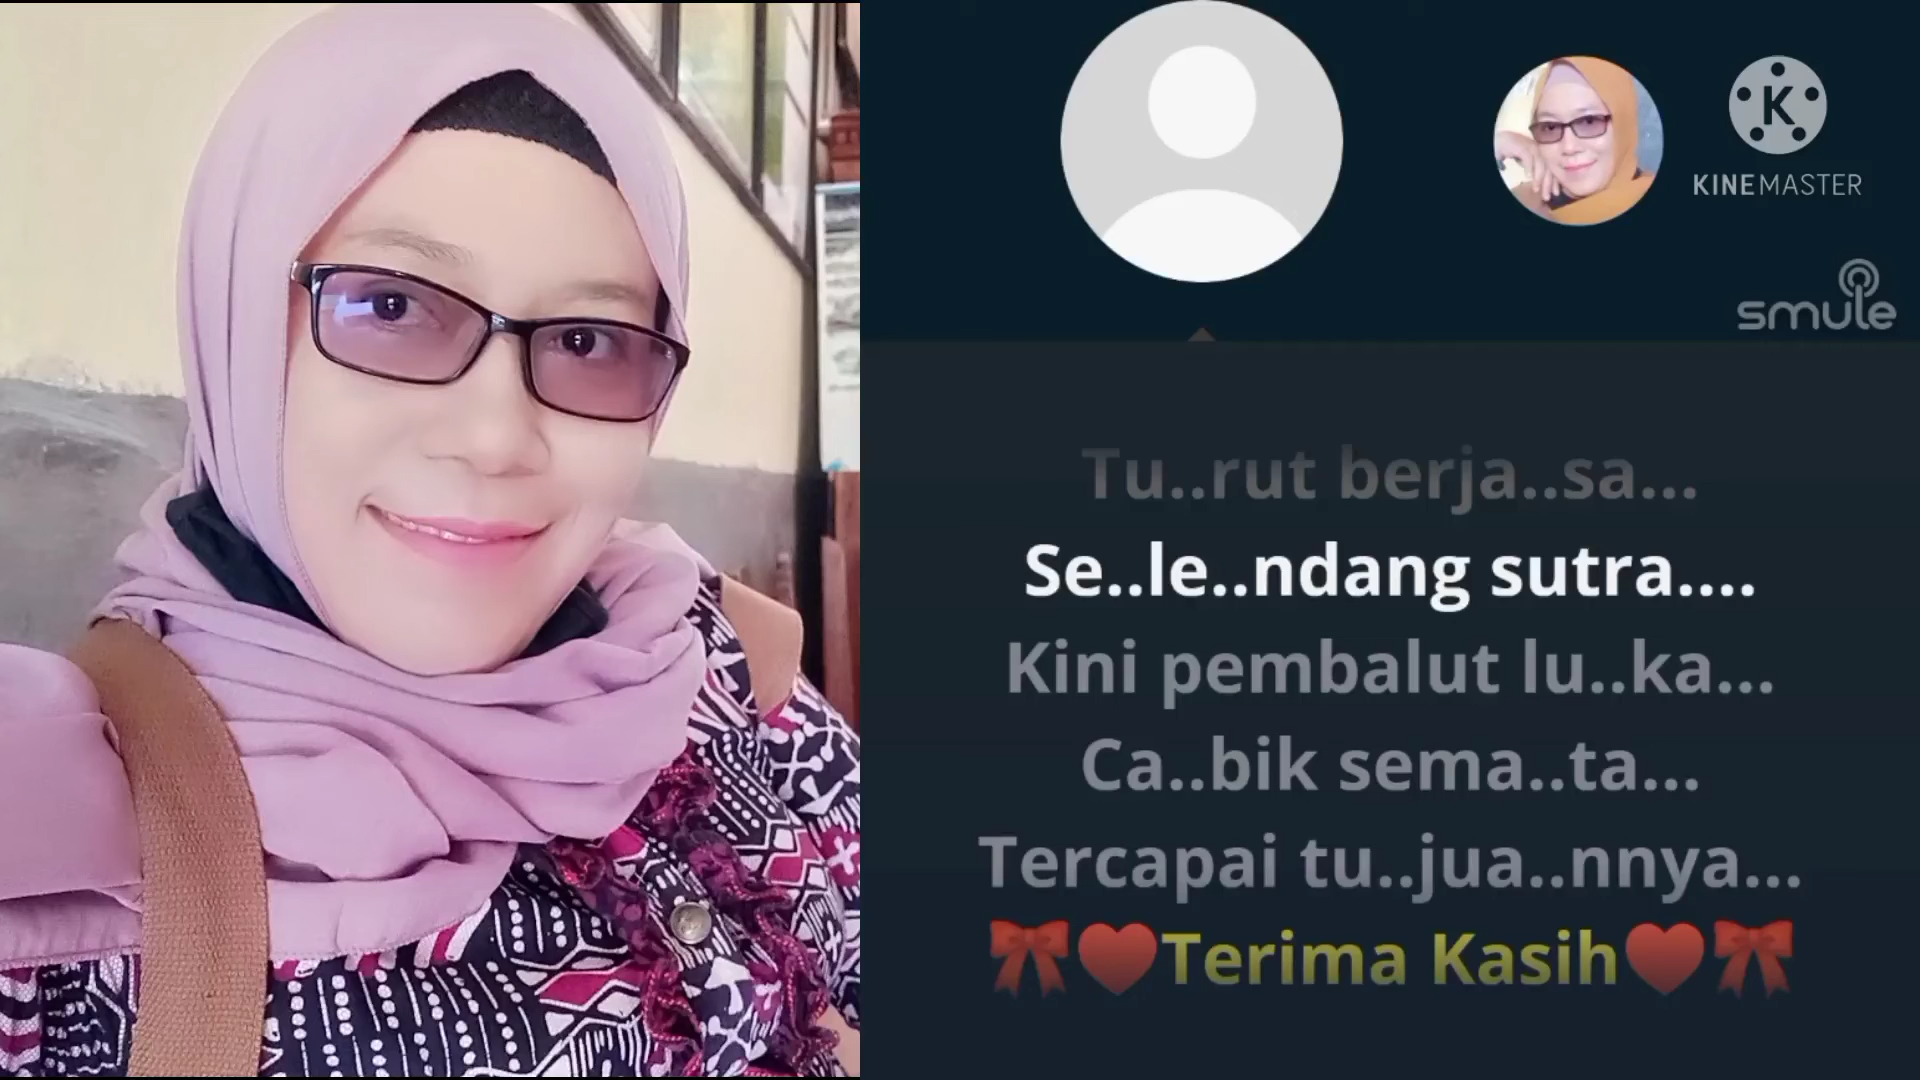 KINEMASTER
smule
Tu..rut berja..sa...
Se..le..ndang sutra....
Kini pembalut lu..ka...
Ca..bik sema..ta...
Tercapai tu..jua..nnya...
🎀❤️Terima Kasih❤️🎀